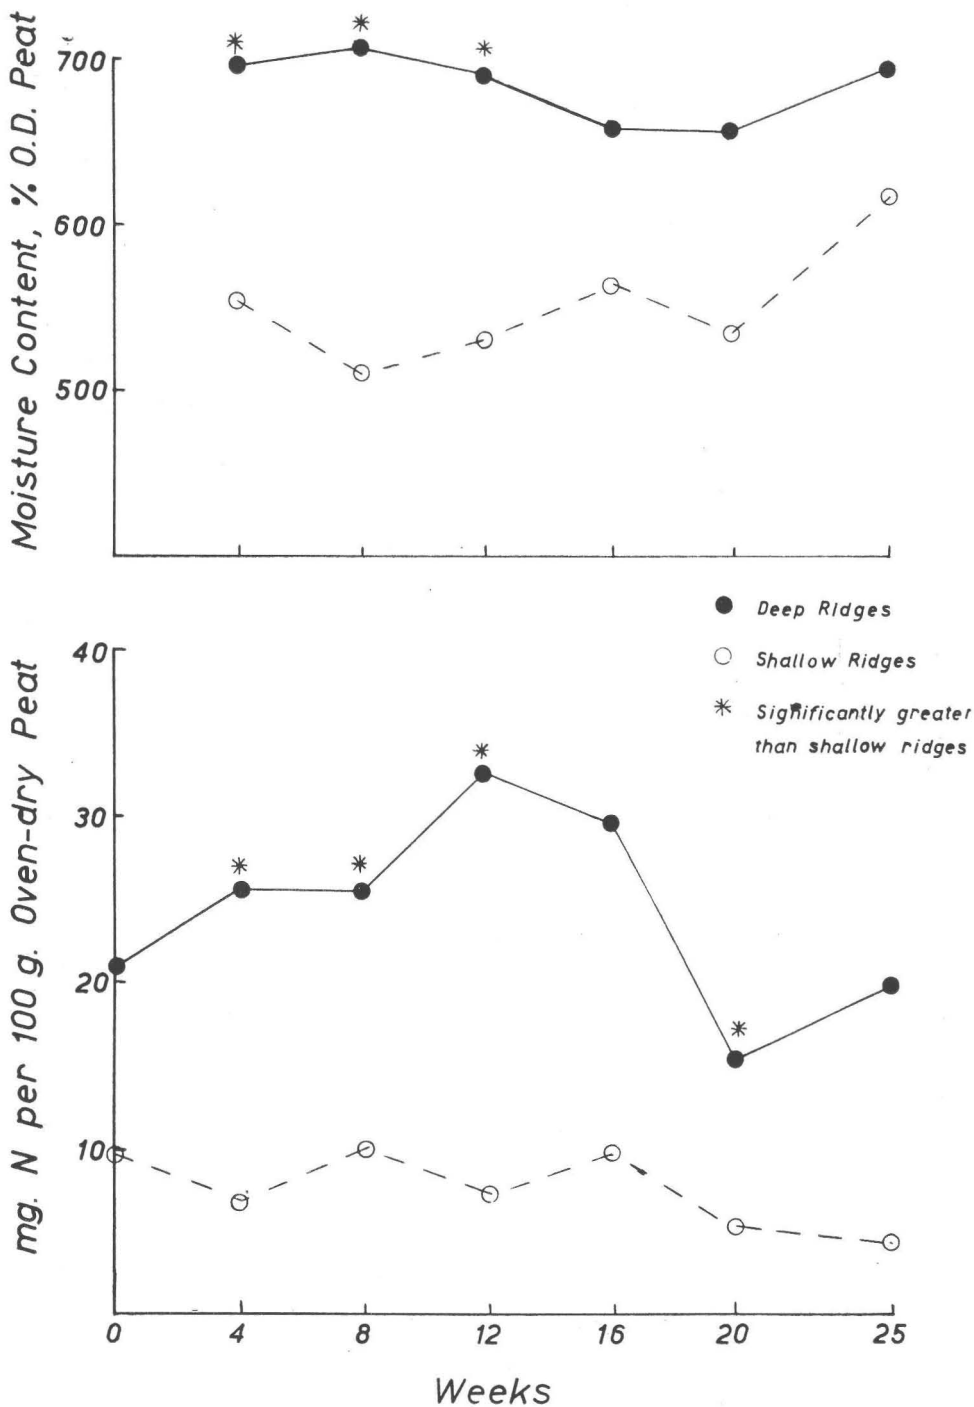 Moisture Content, % O.D. Peat
700
600
500
Deep Ridges
Shallow Ridges
* Significantly greater
than shallow ridges
mg. N per 100 g. Oven-dry Peat
40
30
20
10
0 4 8 12 16 20 25
Weeks